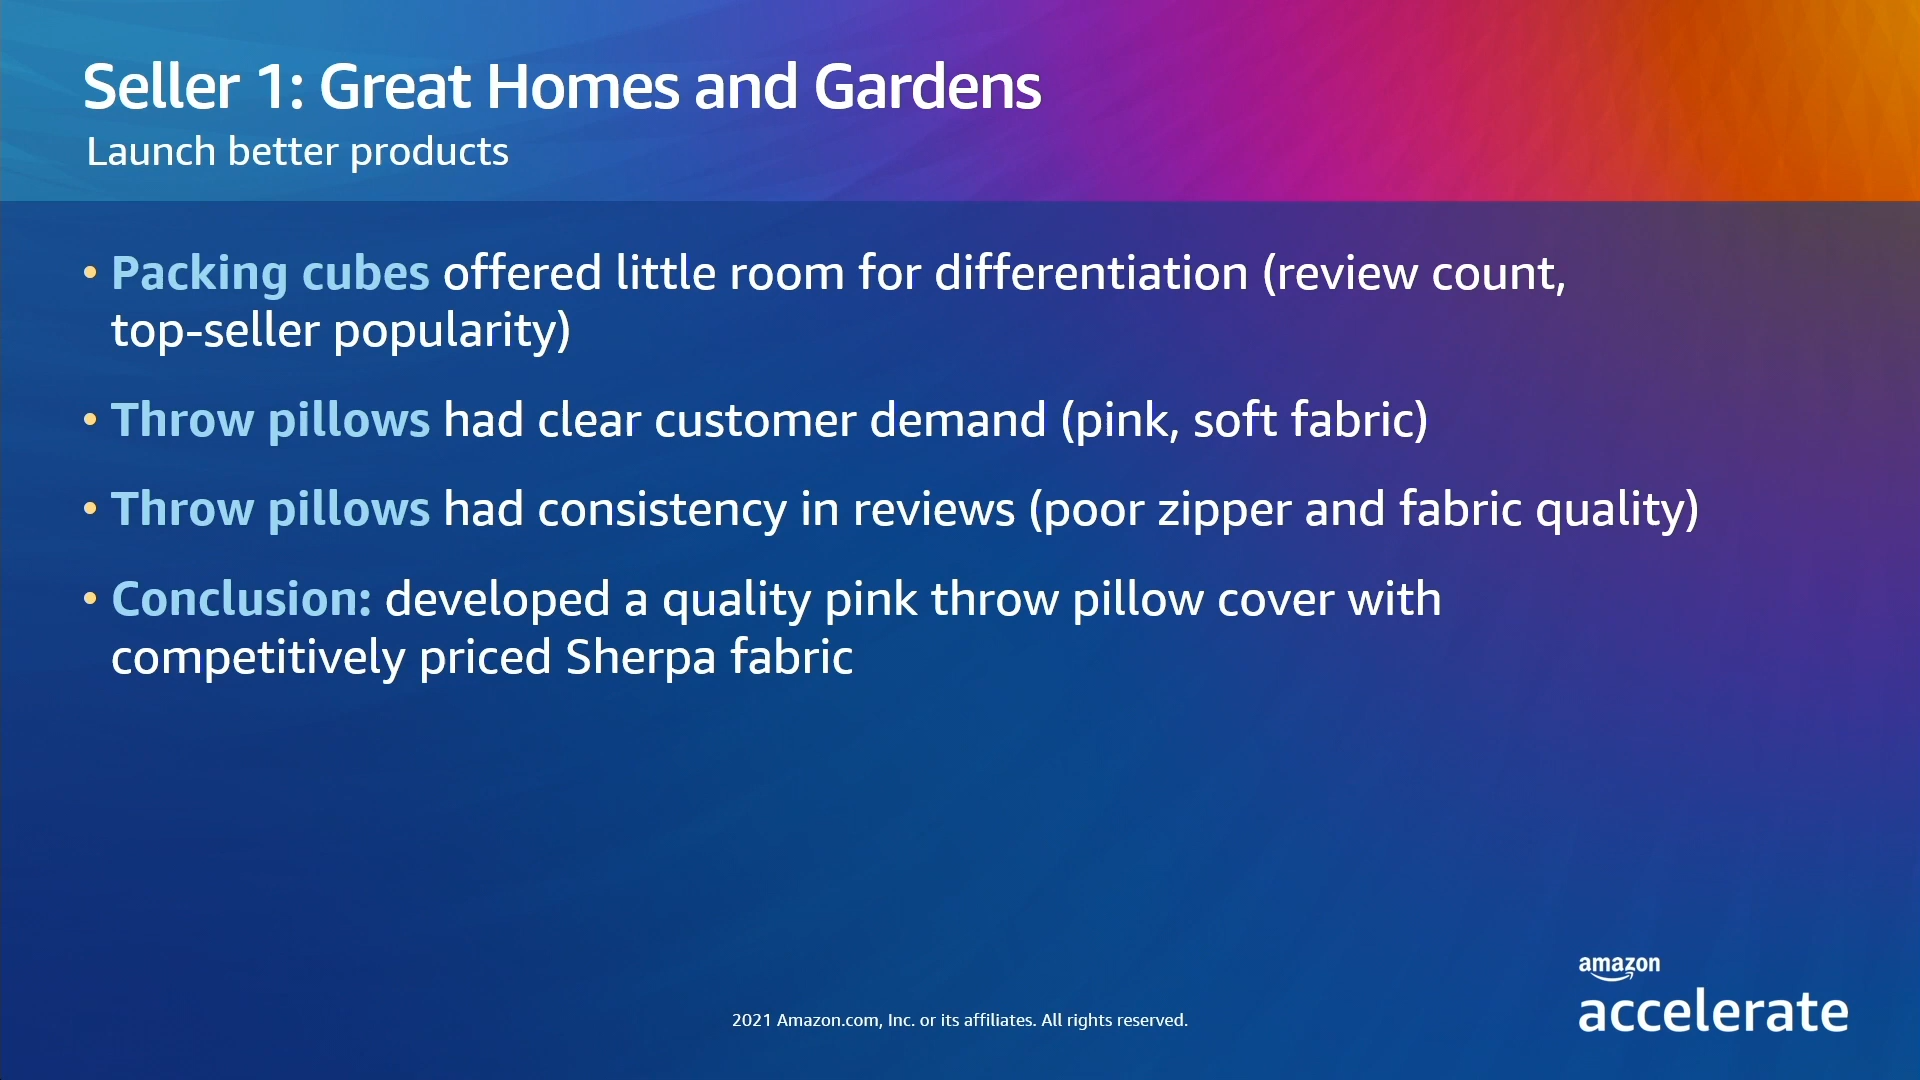 Seller 1: Great Homes and Gardens
Launch better products
• Packing cubes offered little room for differentiation (review count,
top-seller popularity)
• Throw pillows had clear customer demand (pink, soft fabric)
• Throw pillows had consistency in reviews (poor zipper and fabric quality)
• Conclusion: developed a quality pink throw pillow cover with
competitively priced Sherpa fabric
2021 Amazon.com, Inc. or its affiliates. All rights reserved.
amazon
accelerate